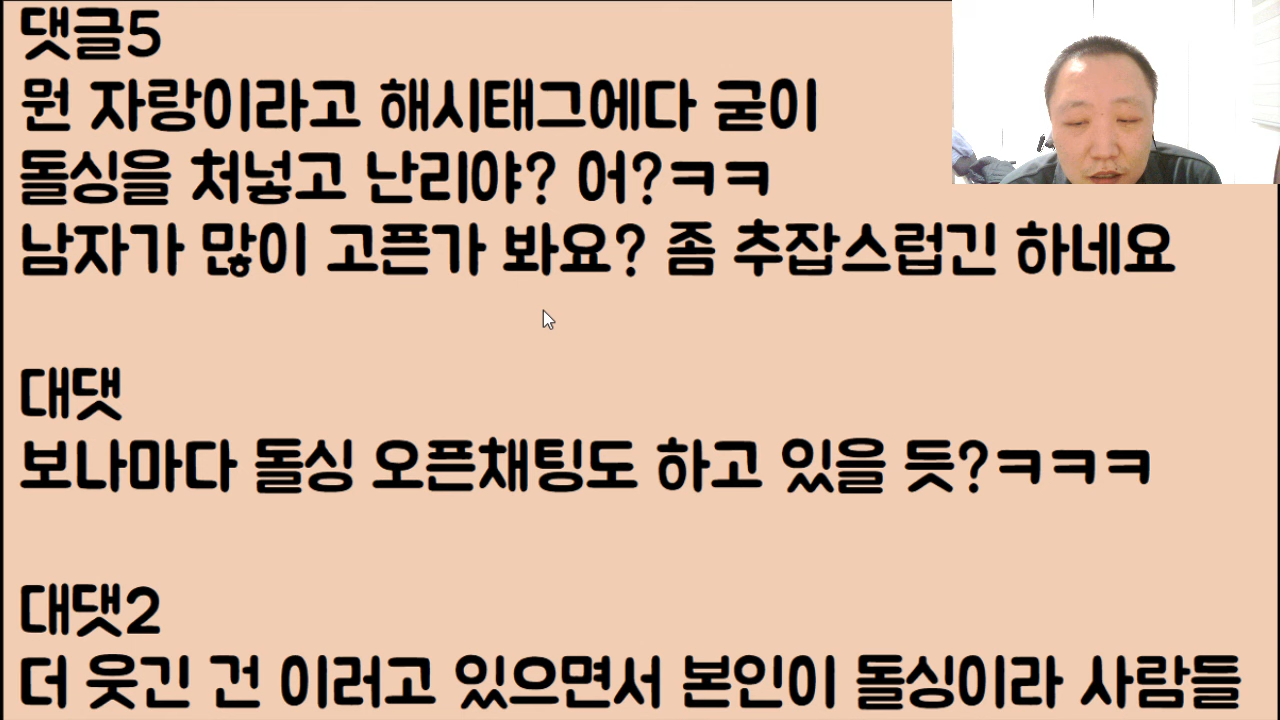 댓글5
뭔 자랑이라고 해시태그에다 굳이
돌싱을 처넣고 난리야? 어?ㅋㅋ
남자가 많이 고픈가 봐요? 좀 추잡스럽긴 하네요
대댓
보나마다 돌싱 오픈채팅도 하고 있을 듯?ㅋㅋㅋ
대댓2
더 웃긴 건 이러고 있으면서 본인이 돌싱이라 사람들